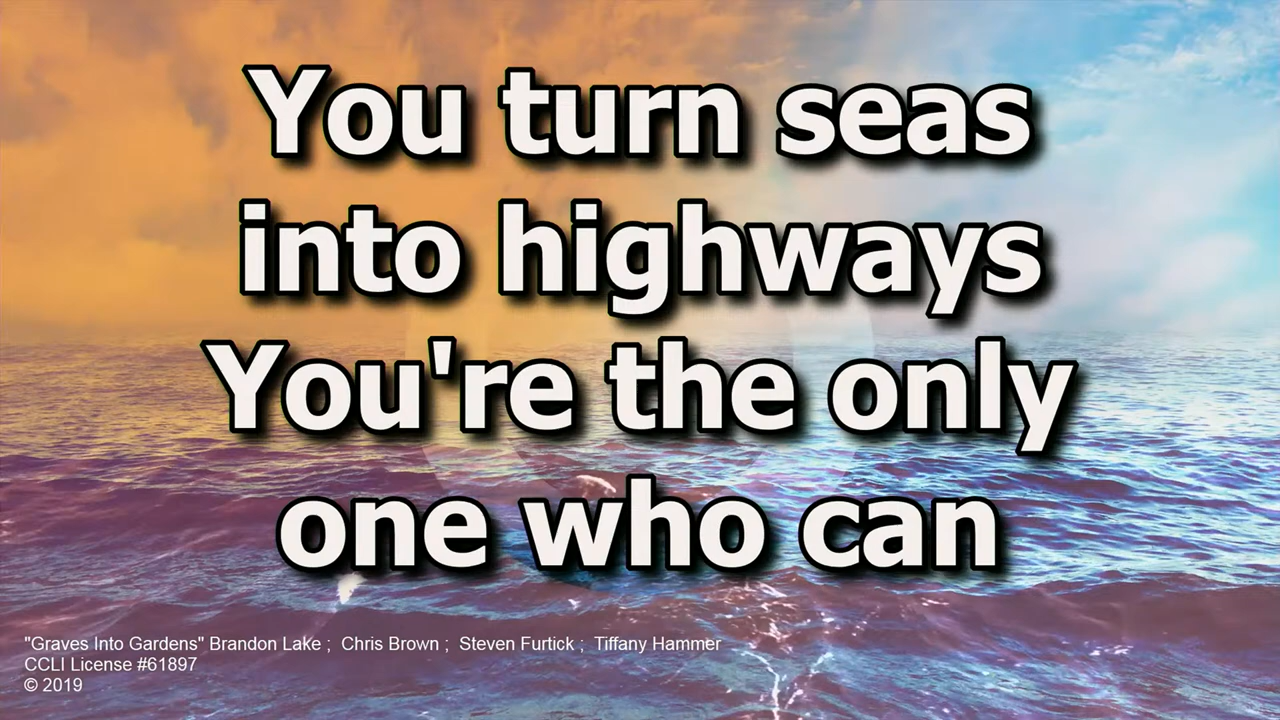 You turn seas
into highways
You're the only
one who can
"Graves Into Gardens" Brandon Lake ;  Chris Brown ;  Steven Furtick ;  Tiffany Hammer
CCLI License #61897
© 2019